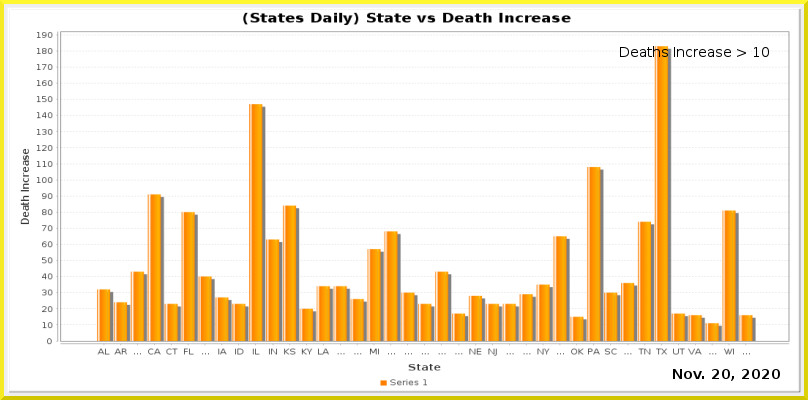 (States Daily) State vs Death Increase
Deaths Increase > 10
190
180
170
160
150
140
130
120
110
100
90
80
70
60
50
40
30
20
10
0
Death Increase
AL AR ... CA CT FL ... IA ID IL IN KS KY LA ... ... MI ... ... ... ... ... NE NJ ... ... NY ... OK PA SC ... TN TX UT VA ... WI ...
State
Series 1
Nov. 20, 2020